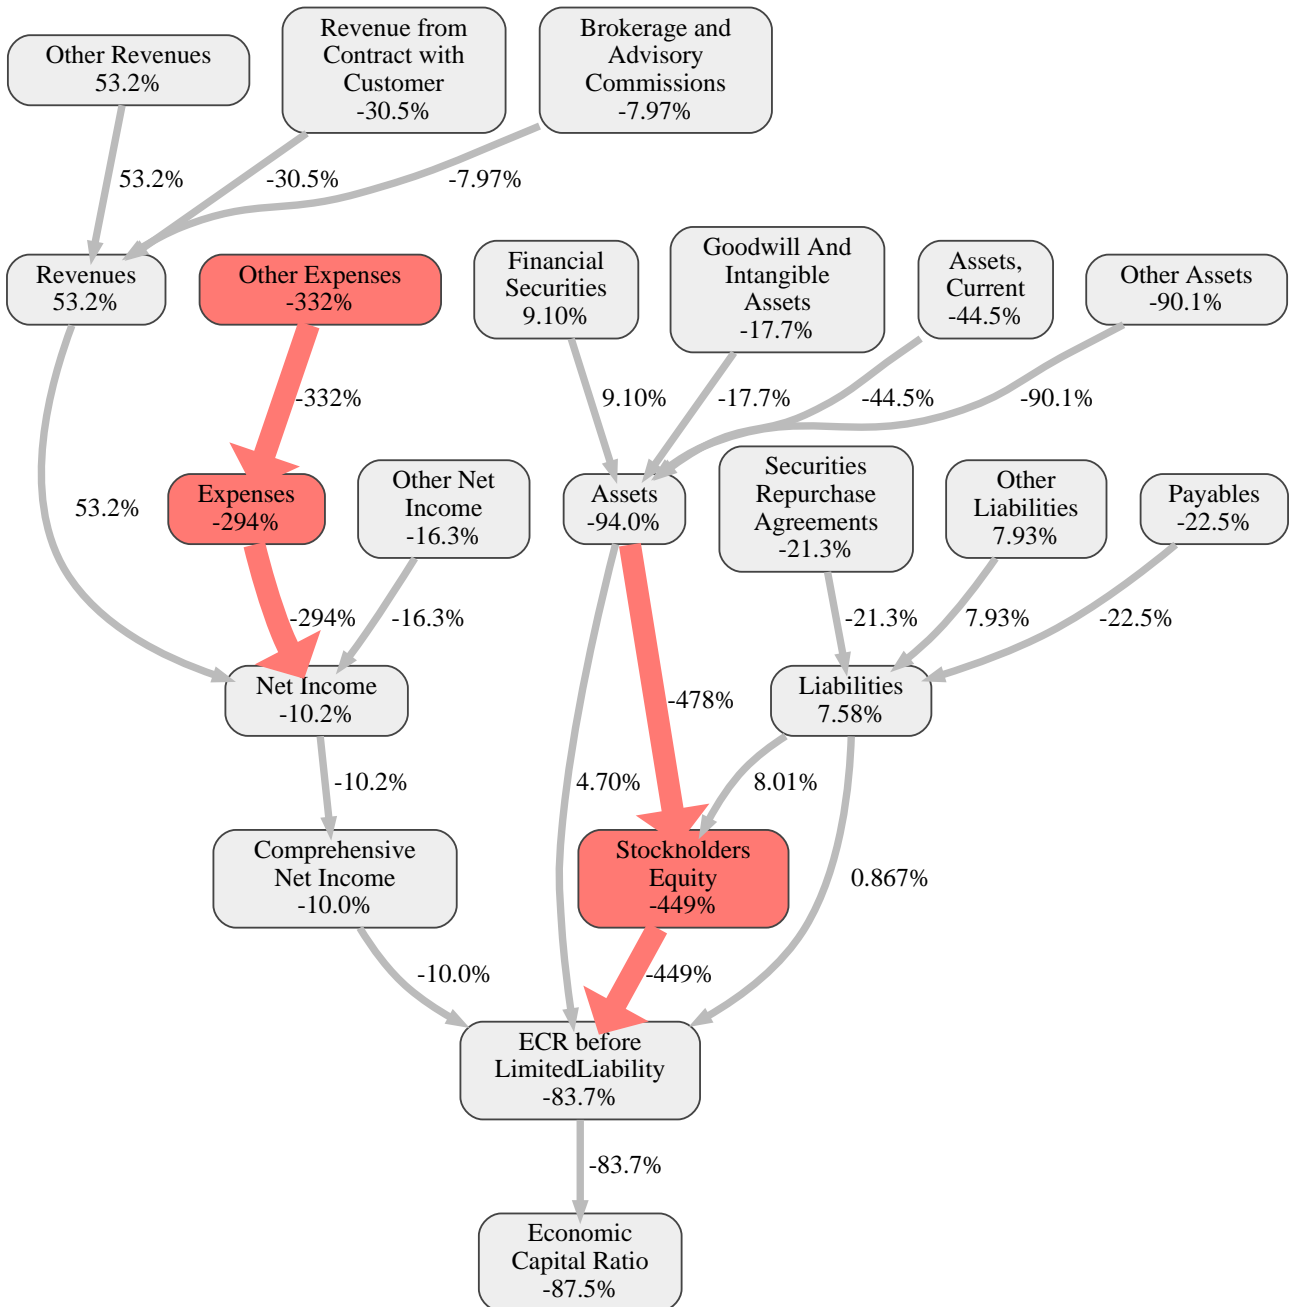 Other Revenues
53.2%
Revenue from
Contract with
Customer
-30.5%
Brokerage and
Advisory
Commissions
-7.97%
53.2%
-30.5%
-7.97%
Revenues
53.2%
Other Expenses
-332%
Financial
Securities
9.10%
Goodwill And
Intangible
Assets
-17.7%
Assets,
Current
-44.5%
Other Assets
-90.1%
-332%
9.10%
-17.7%
-44.5%
-90.1%
53.2%
Expenses
-294%
Other Net
Income
-16.3%
Assets
-94.0%
Securities
Repurchase
Agreements
-21.3%
Other
Liabilities
7.93%
Payables
-22.5%
-294%
-16.3%
-21.3%
7.93%
-22.5%
Net Income
-10.2%
-478%
Liabilities
7.58%
-10.2%
4.70%
8.01%
Comprehensive
Net Income
-10.0%
Stockholders
Equity
-449%
0.867%
-10.0%
-449%
ECR before
LimitedLiability
-83.7%
-83.7%
Economic
Capital Ratio
-87.5%